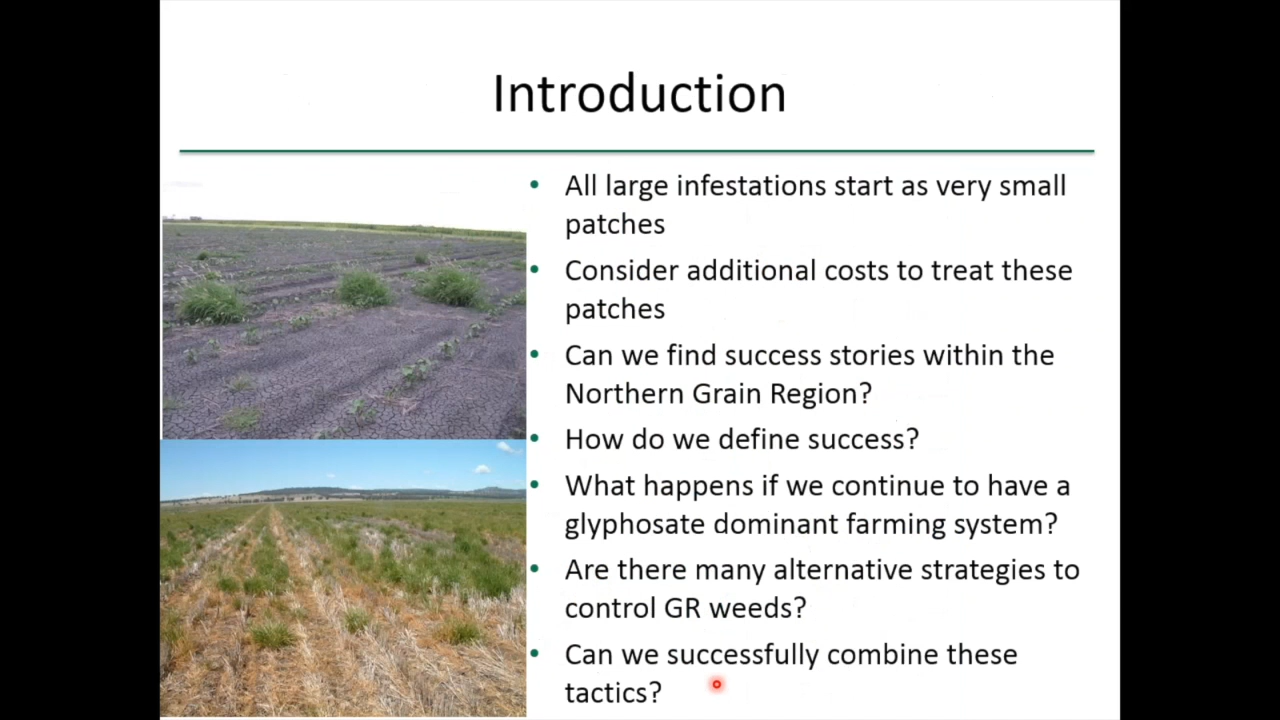 Introduction
• All large infestations start as very small
patches
• Consider additional costs to treat these
patches
• Can we find success stories within the
Northern Grain Region?
• How do we define success?
• What happens if we continue to have a
glyphosate dominant farming system?
• Are there many alternative strategies to
control GR weeds?
• Can we successfully combine these
tactics?